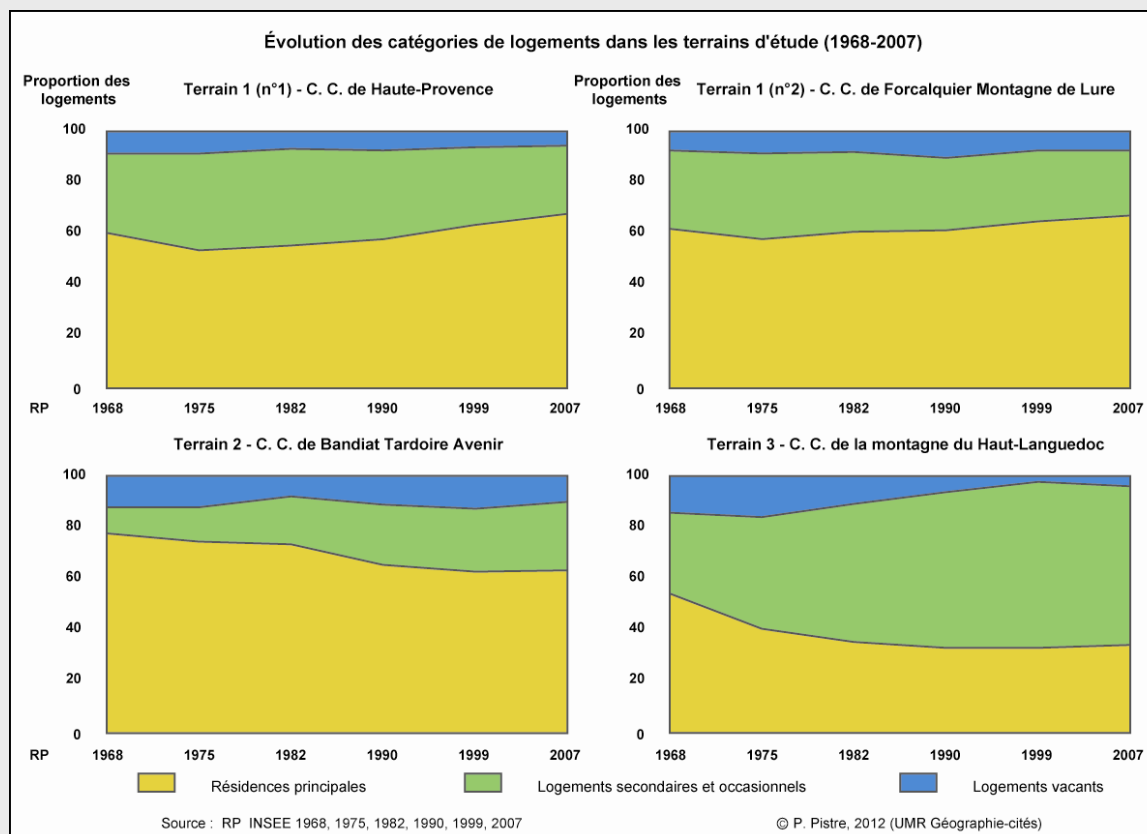 Évolution des catégories de logements dans les terrains d'étude (1968-2007)
Proportion des
logements
Terrain 1 (n°1) - C. C. de Haute-Provence
100
80
60
40
20
0
RP 1968 1975 1982 1990 1999 2007
Proportion des
logements
Terrain 1 (n°2) - C. C. de Forcalquier Montagne de Lure
100
80
60
40
20
0
1968 1975 1982 1990 1999 2007
Terrain 2 - C. C. de Bandiat Tardoire Avenir
100
80
60
40
20
0
RP 1968 1975 1982 1990 1999 2007
Terrain 3 - C. C. de la montagne du Haut-Languedoc
100
80
60
40
20
0
1968 1975 1982 1990 1999 2007
Résidences principales Logements secondaires et occasionnels Logements vacants
Source : RP INSEE 1968, 1975, 1982, 1990, 1999, 2007 © P. Pistre, 2012 (UMR Géographie-cités)